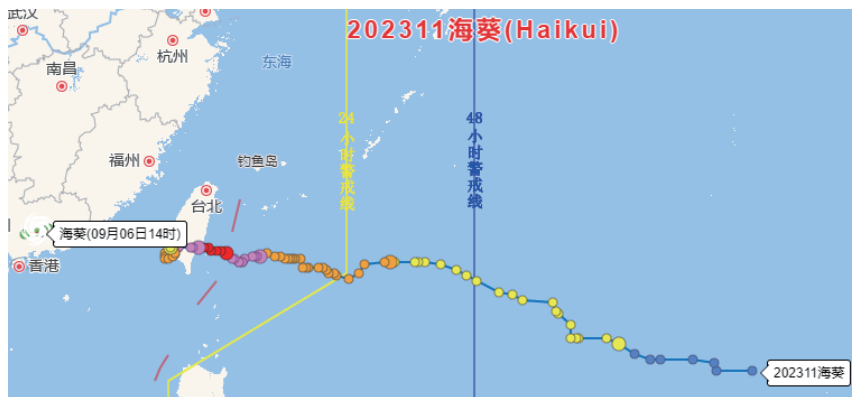 202311海葵(Haikui)
武汉
杭州
南昌
东海
24小时警戒线
48小时警戒线
福州
钓鱼岛
台北
海葵(09月06日14时)
香港
202311海葵